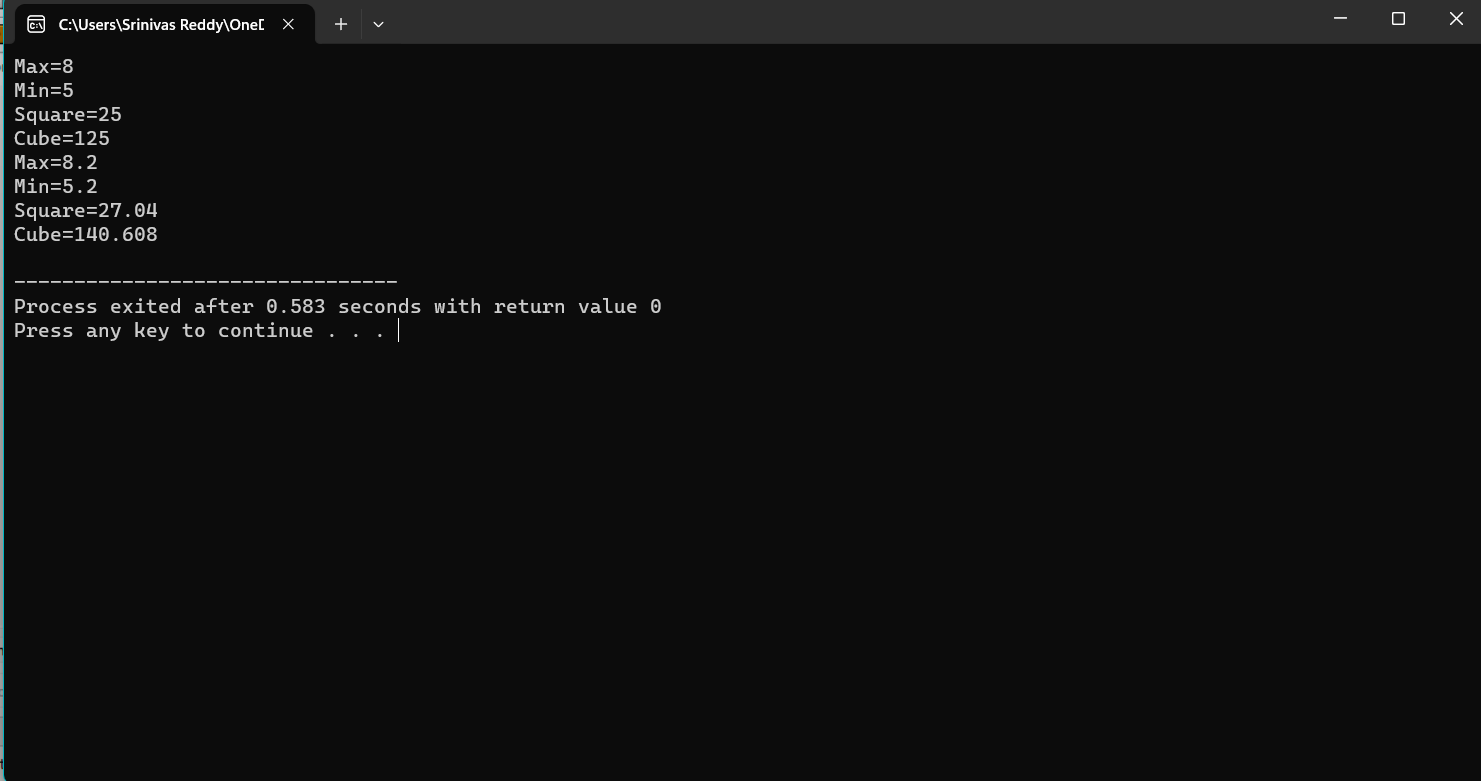 C:\Users\Srinivas Reddy\OneD
Max=8
Min=5
Square=25
Cube=125
Max=8.2
Min=5.2
Square=27.04
Cube=140.608
--------------------------------
Process exited after 0.583 seconds with return value 0
Press any key to continue . . .